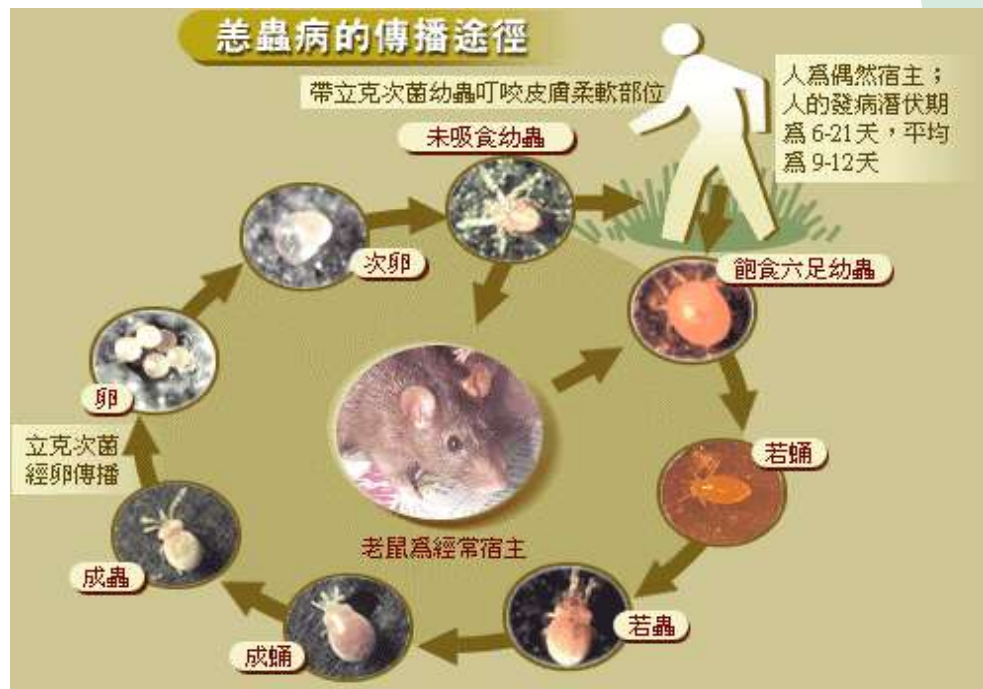 恙蟲病的傳播途徑
帶立克次菌幼蟲叮咬皮膚柔軟部位
人爲偶然宿主；
人的發病潛伏期
爲 6-21天，平均
爲 9-12天
未吸食幼蟲
次卵
飽食六足幼蟲
卵
立克次菌
經卵傳播
若蛹
老鼠爲經常宿主
成蟲
若蟲
成蛹